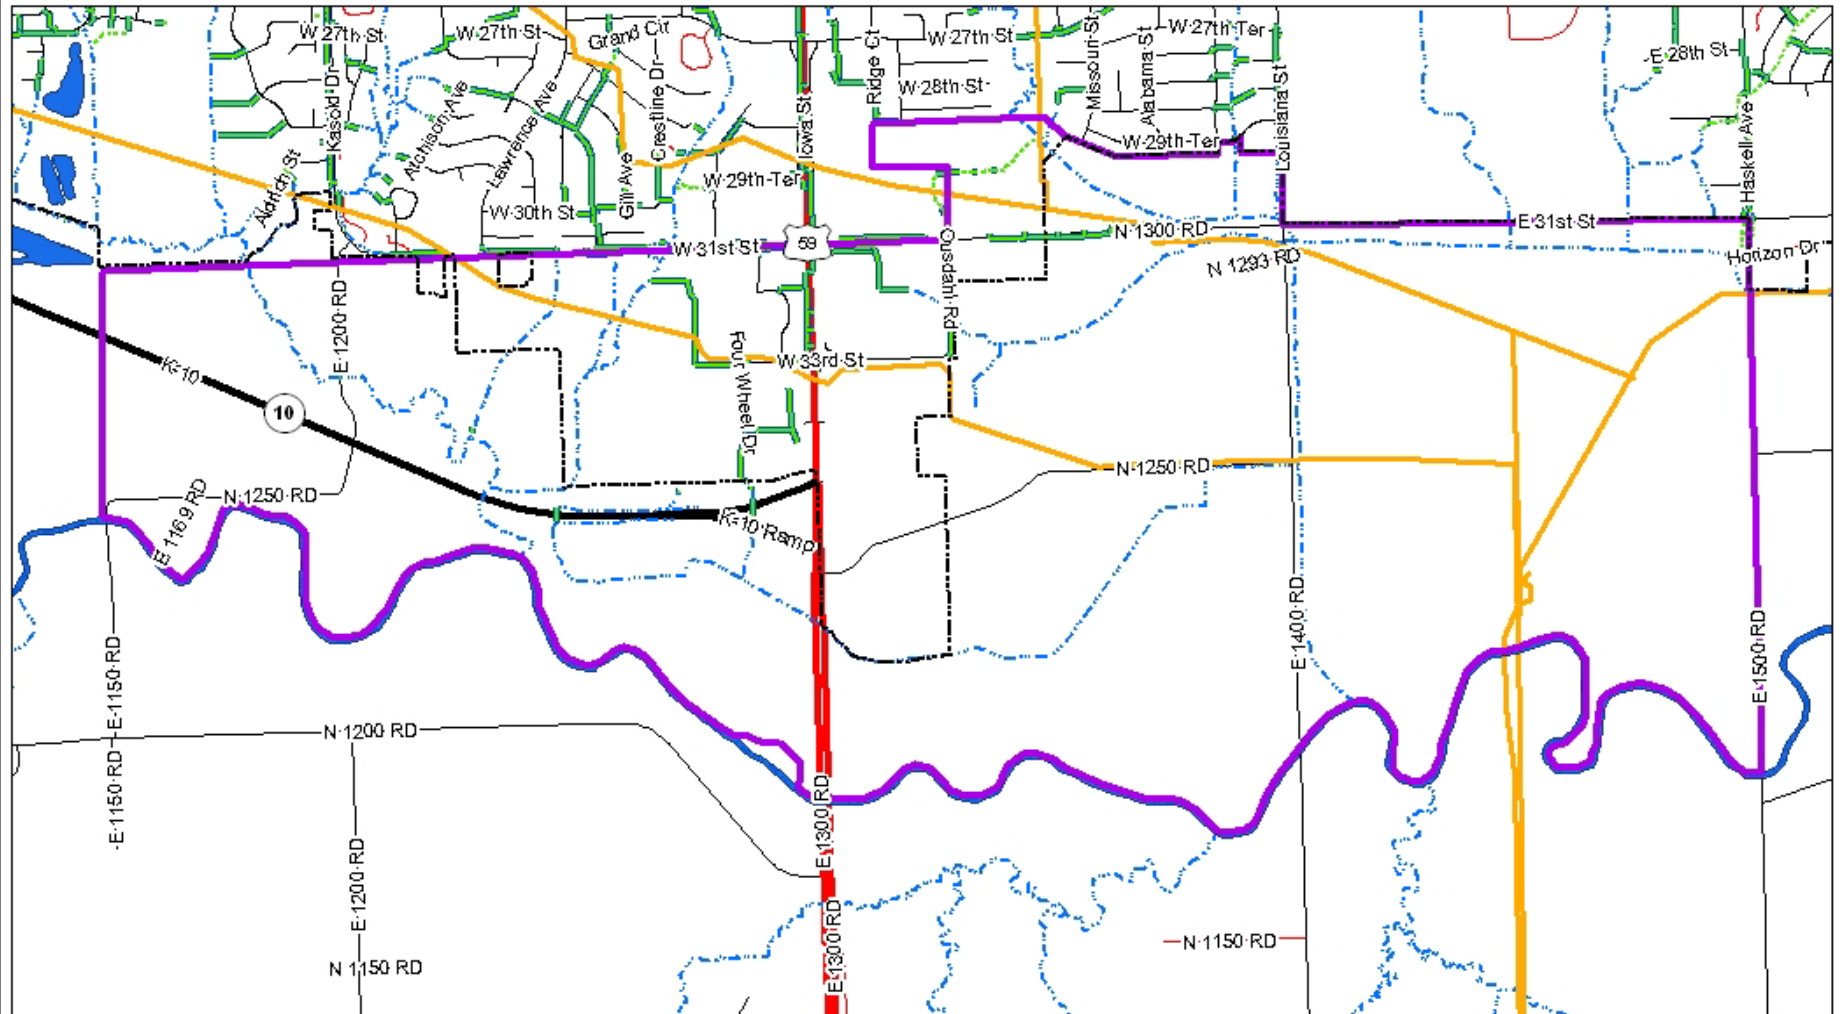 W 27th St
W 27th St
Grand Cir
W 27th St
W 27th Ter
E 28th St
Kasold Dr
Atchison Ave
Lawrence Ave
Crestline Dr
Iowa St
Ridge Ct
W 28th St
Missouri St
Alabama St
Louisiana St
Haskell Ave
W 29th Ter
Aldrich St
Gill Ave
W 29th Ter
W 30th St
W 31st St
59
Ousdahl Rd
N 1300 RD
E 31st St
N 1293 RD
Horizon Dr
E 1200 RD
Four Wheel Dr
W 33rd St
K-10
10
N 1250 RD
E 1169 RD
N 1250 RD
K-10 Ramp
E 1400 RD
E 1500 RD
E 1150 RD
N 1200 RD
E 1150 RD
E 1300 RD
E 1200 RD
E 1300 RD
N 1150 RD
N 1150 RD